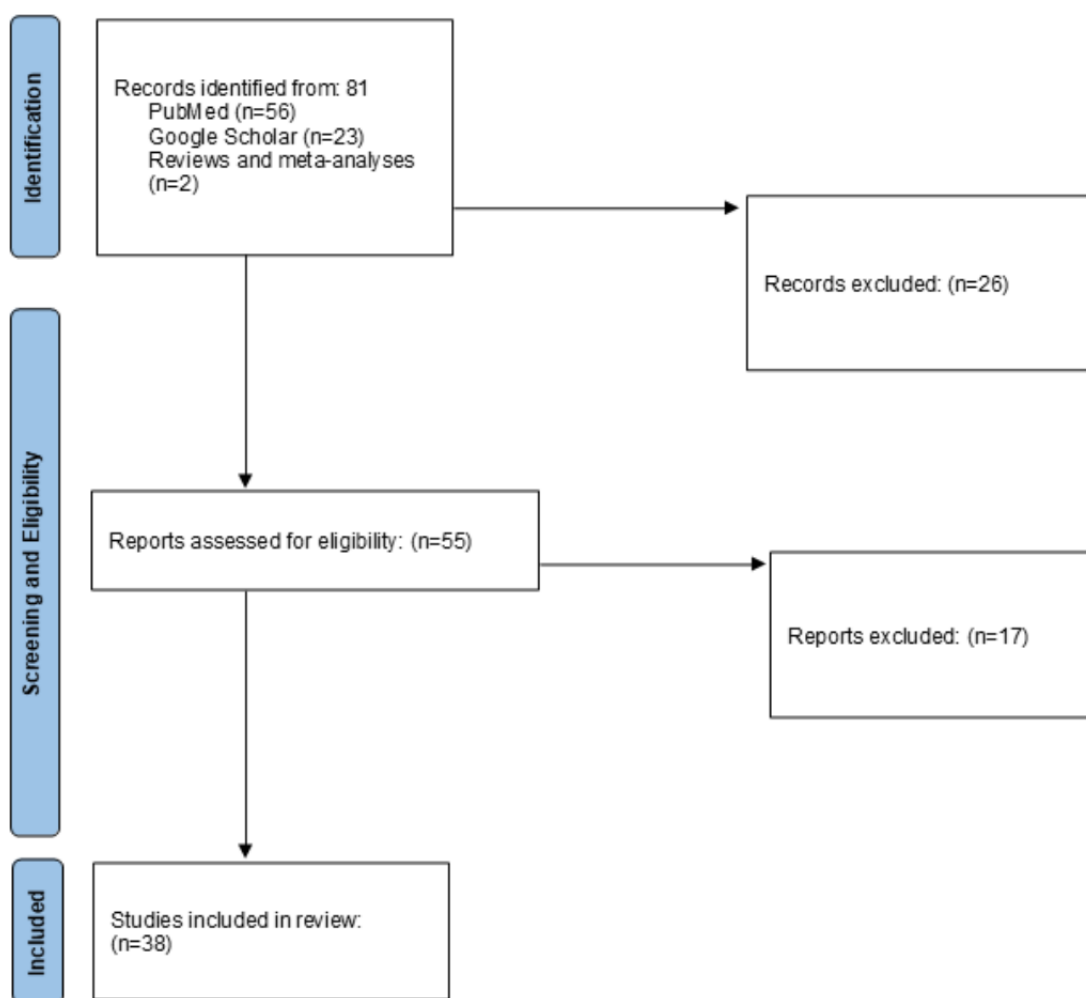 Identification
Records identified from: 81
PubMed (n=56)
Google Scholar (n=23)
Reviews and meta-analyses
(n=2)
Records excluded: (n=26)
Screening and Eligibility
Reports assessed for eligibility: (n=55)
Reports excluded: (n=17)
Included
Studies included in review:
(n=38)